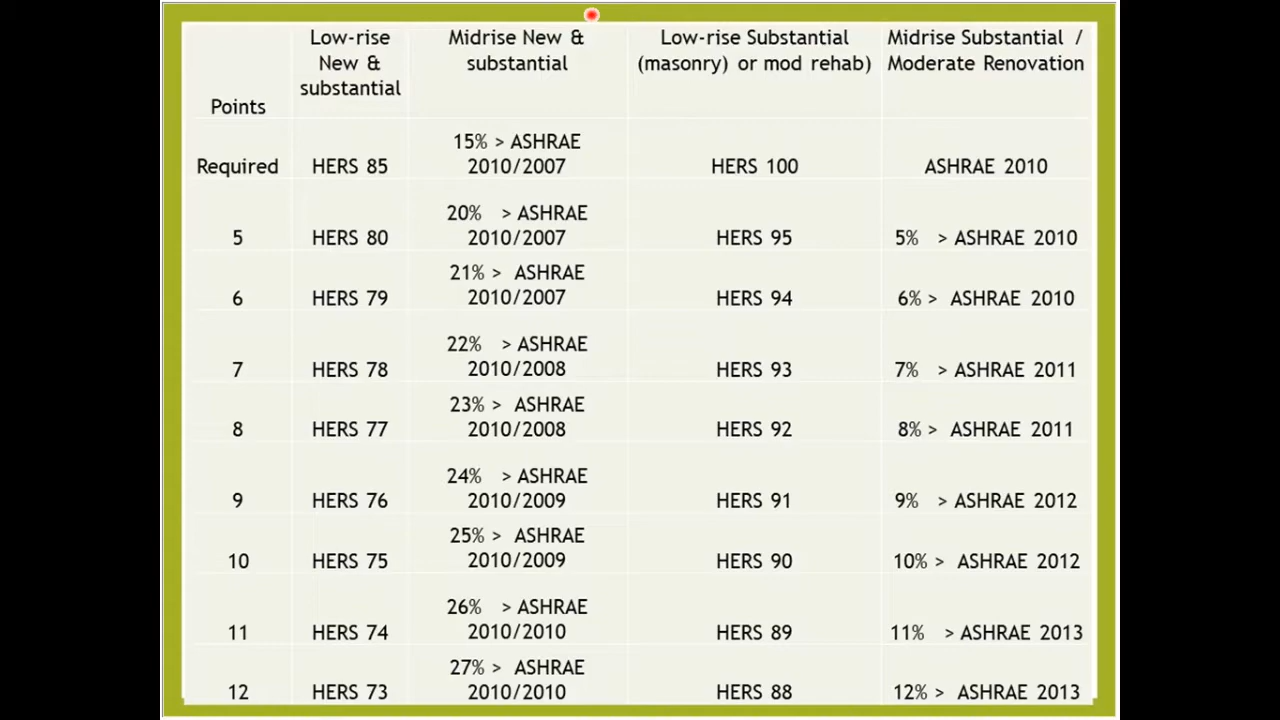 Points
Low-rise
New &
substantial
Midrise New &
substantial
Low-rise Substantial
(masonry) or mod rehab)
Midrise Substantial /
Moderate Renovation
Required
HERS 85
15% > ASHRAE
2010/2007
HERS 100
ASHRAE 2010
5
HERS 80
20% > ASHRAE
2010/2007
HERS 95
5% > ASHRAE 2010
6
HERS 79
21% > ASHRAE
2010/2007
HERS 94
6% > ASHRAE 2010
7
HERS 78
22% > ASHRAE
2010/2008
HERS 93
7% > ASHRAE 2011
8
HERS 77
23% > ASHRAE
2010/2008
HERS 92
8% > ASHRAE 2011
9
HERS 76
24% > ASHRAE
2010/2009
HERS 91
9% > ASHRAE 2012
10
HERS 75
25% > ASHRAE
2010/2009
HERS 90
10% > ASHRAE 2012
11
HERS 74
26% > ASHRAE
2010/2010
HERS 89
11% > ASHRAE 2013
12
HERS 73
27% > ASHRAE
2010/2010
HERS 88
12% > ASHRAE 2013